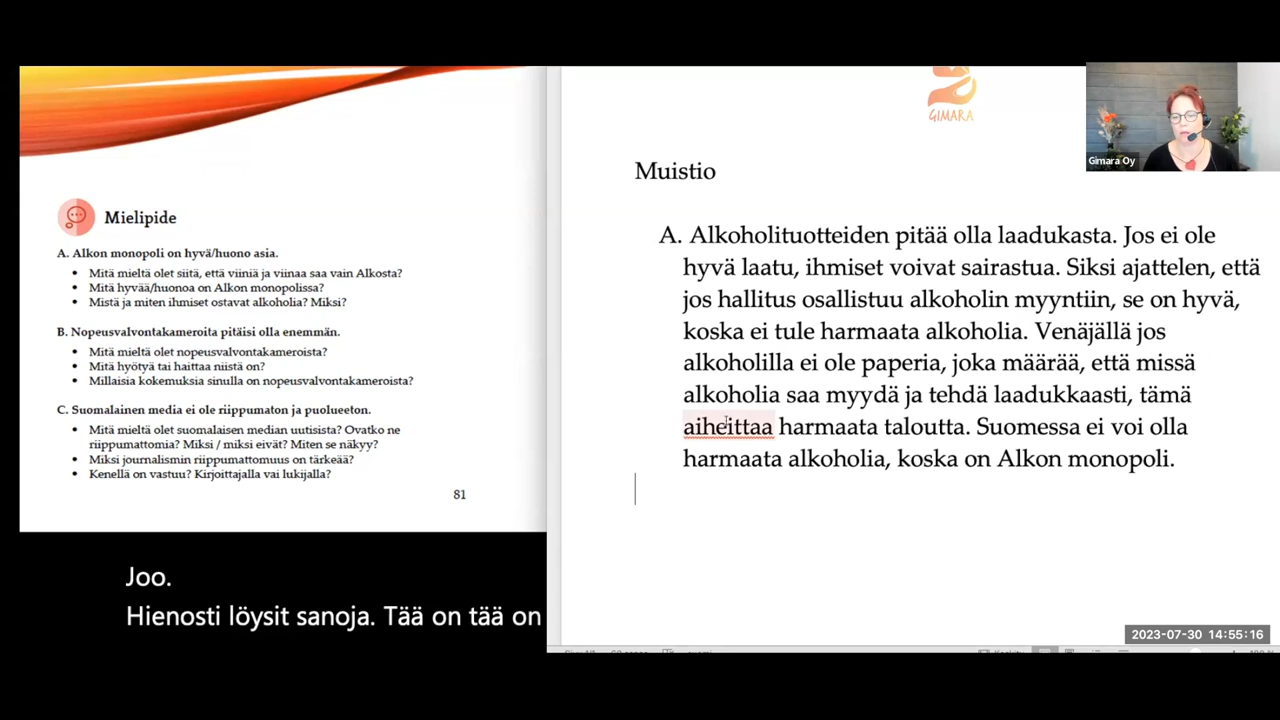 Mielipide
A. Alkon monopoli on hyvä/huono asia.
• Mitä mieltä olet siitä, että viiniä ja viinaa saa vain Alkosta?
• Mitä hyvää/huonoa on Alkon monopolissa?
• Mistä ja miten ihmiset ostavat alkoholia? Miksi?
B. Nopeusvalvontakameroita pitäisi olla enemmän.
• Mitä mieltä olet nopeusvalvontakameroista?
• Mitä hyötyä tai haittaa niistä on?
• Millaisia kokemuksia sinulla on nopeusvalvontakameroista?
C. Suomalainen media ei ole riippumaton ja puolueeton.
• Mitä mieltä olet suomalaisen median uutisista? Ovatko ne
riippumattomia? Miksi / miksi eivät? Miten se näkyy?
• Miksi journalismin riippumattomuus on tärkeää?
• Kenellä on vastuu? Kirjoittajalla vai lukijalla?
81
Joo.
Hienosti löysit sanoja. Tää on tää on
GIMARA
Muistio
A. Alkoholituotteiden pitää olla laadukasta. Jos ei ole
hyvä laatu, ihmiset voivat sairastua. Siksi ajattelen, että
jos hallitus osallistuu alkoholin myyntiin, se on hyvä,
koska ei tule harmaata alkoholia. Venäjällä jos
alkoholilla ei ole paperia, joka määrää, että missä
alkoholia saa myydä ja tehdä laadukkaasti, tämä
aiheittaa harmaata taloutta. Suomessa ei voi olla
harmaata alkoholia, koska on Alkon monopoli.
Gimara Oy
2023-07-30 14:55:16